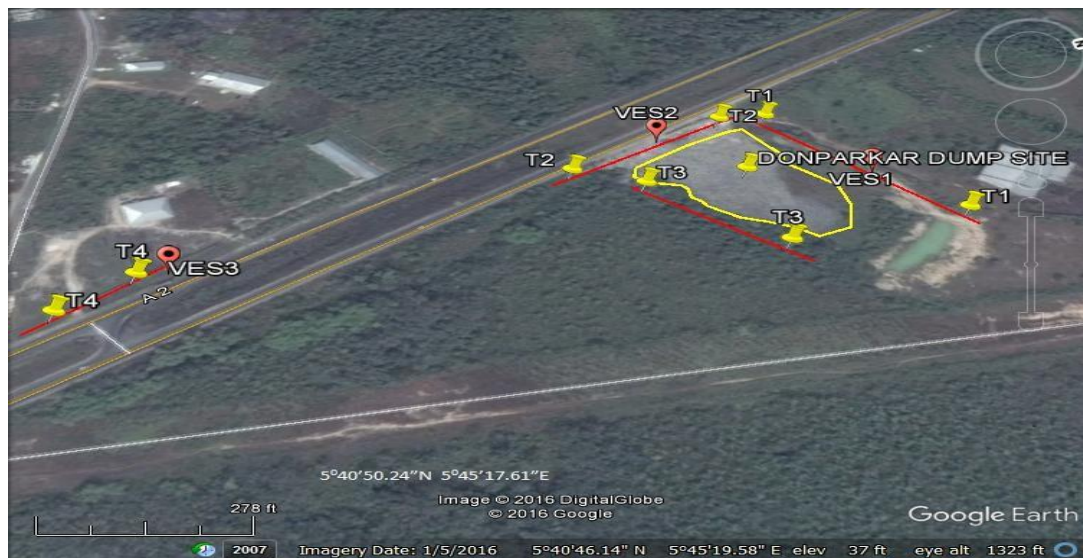 T1
VES2
T2
T2
DONPARKAR DUMP SITE
T3
VES1
T1
T3
T4
VES3
T4
A2
5°40'50.24"N 5°45'17.61"E
Image © 2016 DigitalGlobe
© 2016 Google
278 ft
Google Earth
2007 Imagery Date: 1/5/2016 5°40'46.14" N 5°45'19.58" E elev 37 ft eye alt 1323 ft